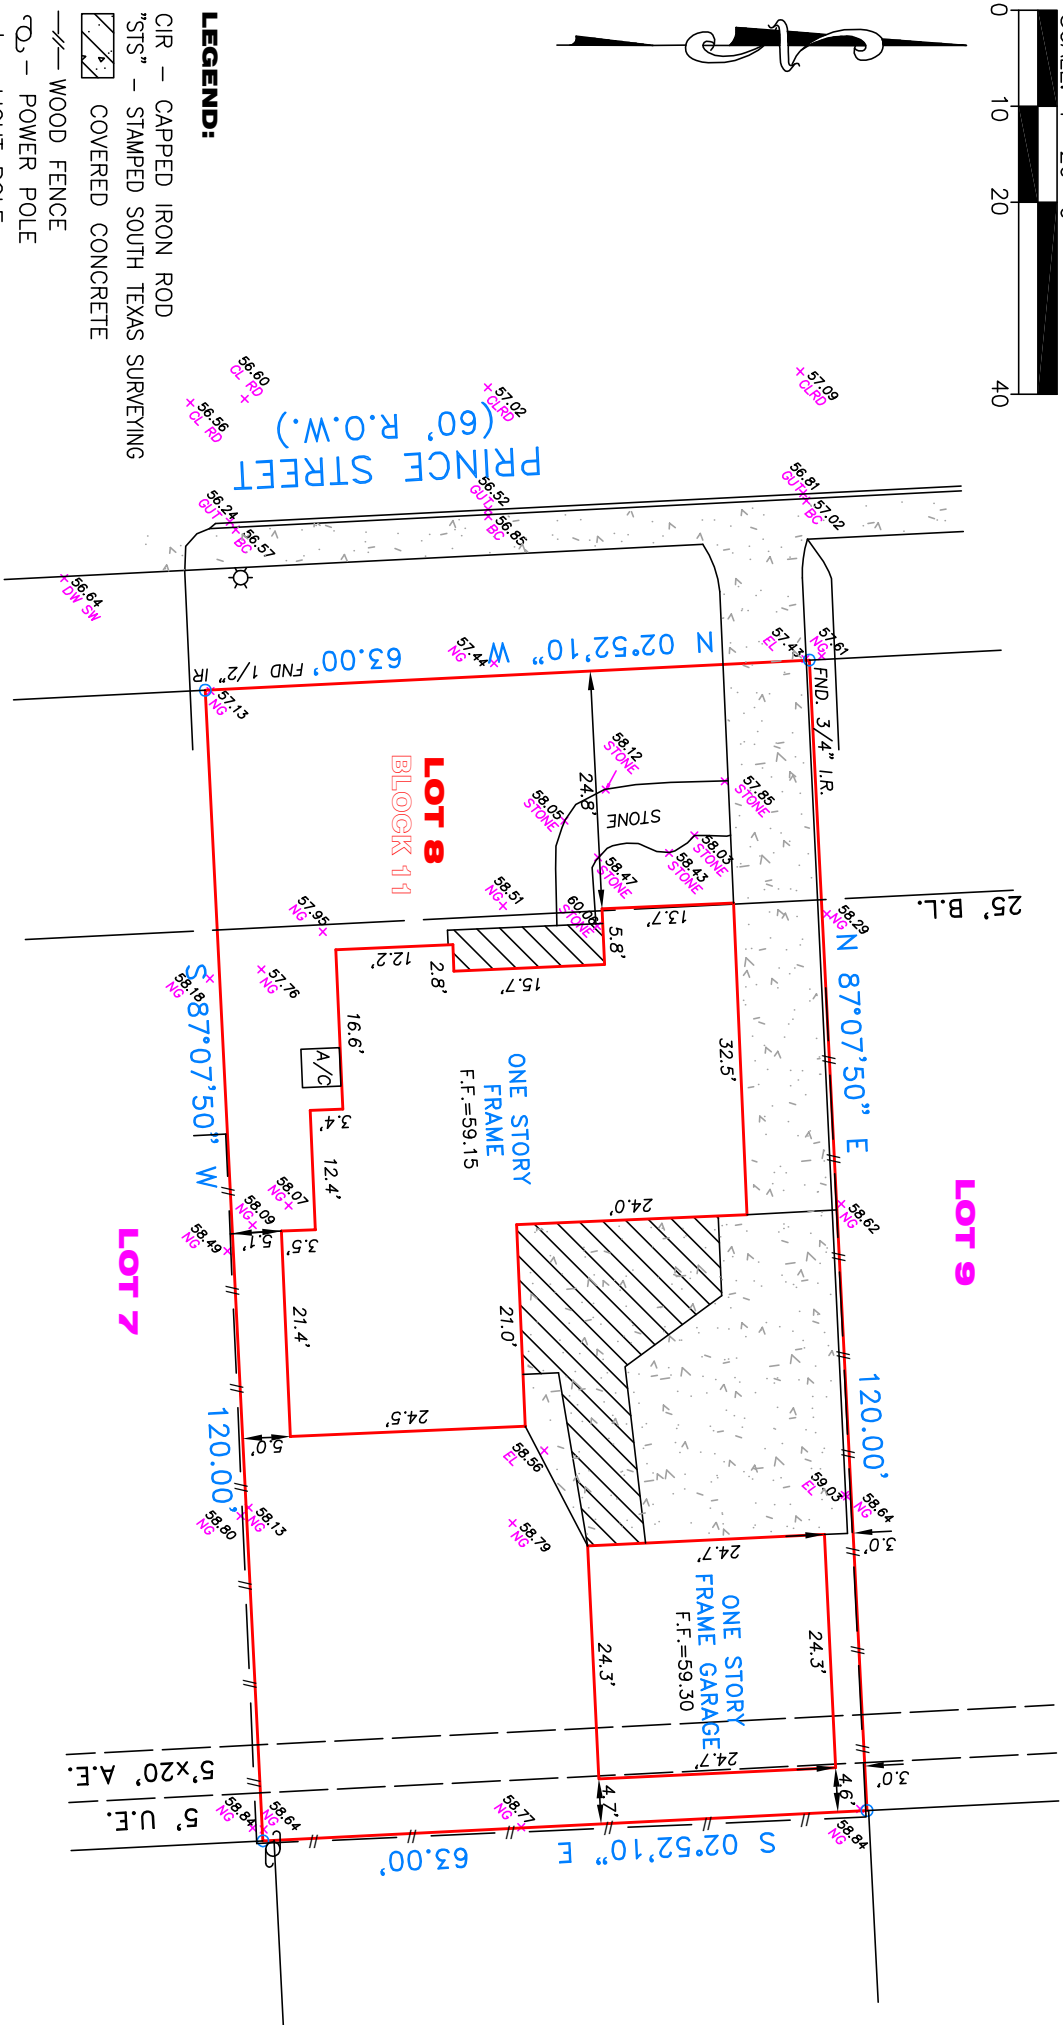 0
10
20
40
LEGEND:
CIR - CAPPED IRON ROD
"STS" - STAMPED SOUTH TEXAS SURVEYING
COVERED CONCRETE
WOOD FENCE
POWER POLE
PRINCE STREET
(60' R.O.W.)
56.60
CL RD
56.56
CL RD
57.02
CLRD
57.09
CLRD
56.24
GUT
56.57
BC
56.52
GUT
56.85
BC
56.81
GUT
57.02
BC
56.64
DW SW
N 02°52'10" W
63.00'
FND 1/2" IR
57.13
NG
57.44
NG
57.43
EL
57.61
NG
FND. 3/4" I.R.
LOT 8
BLOCK 11
24.8'
STONE
58.12
STONE
58.05
STONE
57.85
STONE
58.03
STONE
58.43
STONE
58.47
STONE
60.08
STONE
58.51
NG
57.95
NG
58.29
NG
25' B.L.
13.7'
5.8'
15.7'
2.8'
12.2'
16.6'
A/C
3.4'
12.4'
3.5'
5.1'
21.4'
24.5'
5.0'
21.0'
24.0'
32.5'
ONE STORY
FRAME
F.F.=59.15
57.76
NG
58.18
NG
58.07
NG
58.09
NG
58.49
NG
S 87°07'50" W
120.00'
N 87°07'50" E
120.00'
LOT 9
LOT 7
58.62
NG
58.56
EL
58.79
NG
58.13
NG
58.80
NG
59.03
EL
58.64
NG
3.0'
24.7'
24.3'
24.3'
24.7'
ONE STORY
FRAME GARAGE
F.F.=59.30
3.0'
4.6'
4.7'
5'x20' A.E.
5' U.E.
58.84
NG
58.64
NG
58.77
NG
58.84
NG
S 02°52'10" E
63.00'